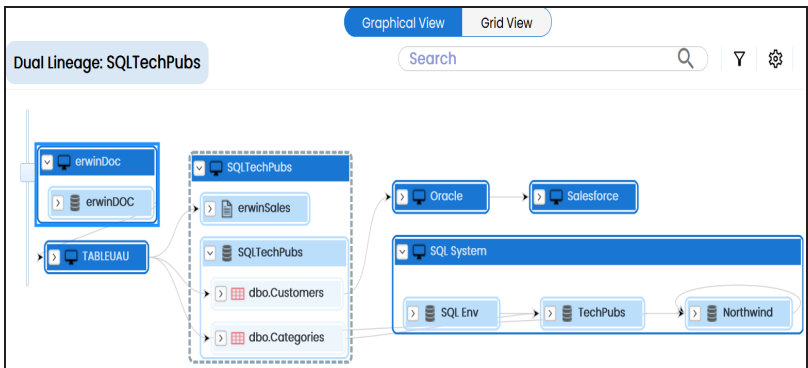 Graphical View
Grid View
Dual Lineage: SQLTechPubs
Search
erwinDoc
erwinDOC
TABLEUAU
SQLTechPubs
erwinSales
SQLTechPubs
dbo.Customers
dbo.Categories
Oracle
Salesforce
SQL System
SQL Env
TechPubs
Northwind